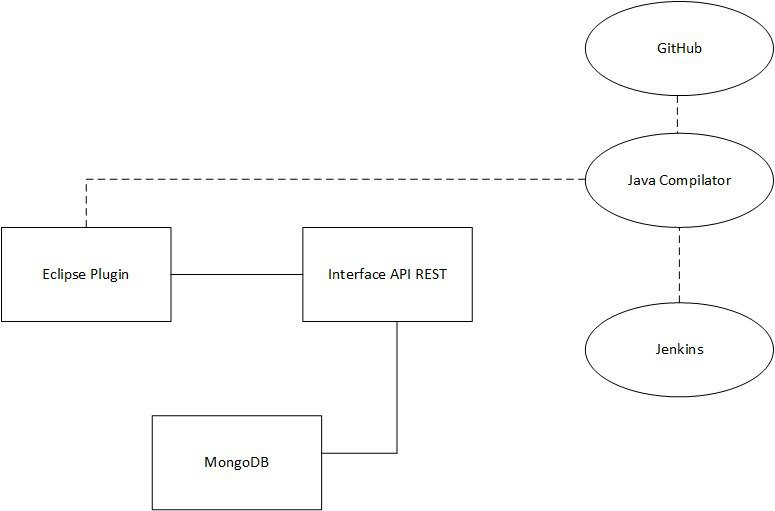 GitHub
Java Compilator
Eclipse Plugin
Interface API REST
Jenkins
MongoDB